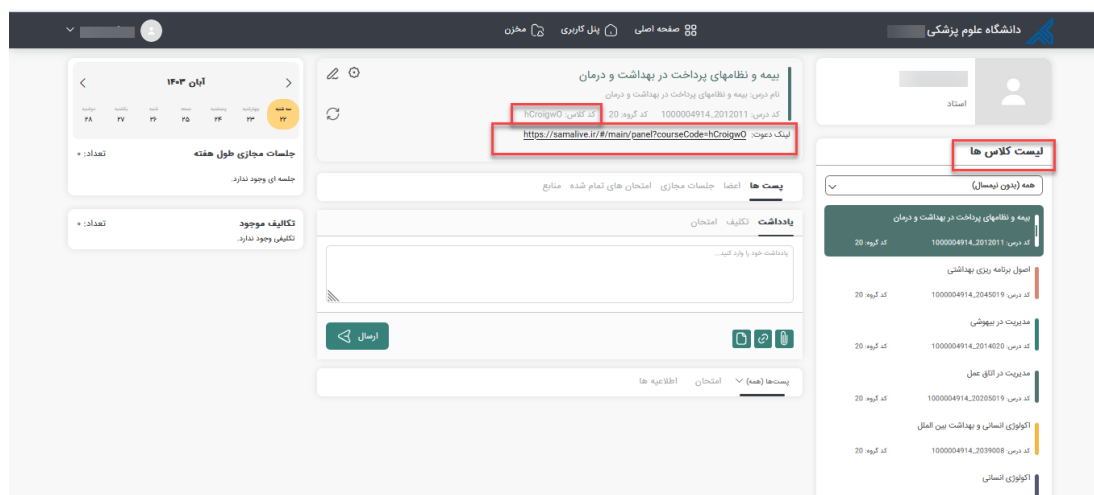 دانشگاه علوم پزشکی
صفحه اصلی
پنل کاربری
مخزن
استاد
لیست کلاس ها
همه (بدون نیمسال)
بیمه و نظامهای پرداخت در بهداشت و درمان
کد درس: 2012011_1000004914 کد گروه: 20
اصول برنامه ریزی بهداشتی
کد درس: 2045019_1000004914 کد گروه: 20
مدیریت در بیهوشی
کد درس: 2014020_1000004914 کد گروه: 20
مدیریت در اتاق عمل
کد درس: 20205019_1000004914 کد گروه: 20
اکولوژی انسانی و بهداشت بین الملل
کد درس: 2039008_1000004914 کد گروه: 20
اکولوژی انسانی
بیمه و نظامهای پرداخت در بهداشت و درمان
نام درس: بیمه و نظامهای پرداخت در بهداشت و درمان
کد درس: 2012011_1000004914 کد گروه: 20 کد کلاس: hCroigwO
لینک دعوت: https://samalive.ir/#/main/panel?courseCode=hCroigwO
پست ها اعضا جلسات مجازی امتحان های تمام شده منابع
یادداشت تکلیف امتحان
یادداشت خود را وارد کنید...
ارسال
پست‌ها (همه) امتحان اطلاعیه ها
آبان ۱۴۰۳
سه شنبه چهارشنبه پنجشنبه جمعه شنبه یکشنبه دوشنبه
۲۲ ۲۳ ۲۴ ۲۵ ۲۶ ۲۷ ۲۸
جلسات مجازی طول هفته تعداد: ۰
جلسه ای وجود ندارد.
تکالیف موجود تعداد: ۰
تکلیفی وجود ندارد.